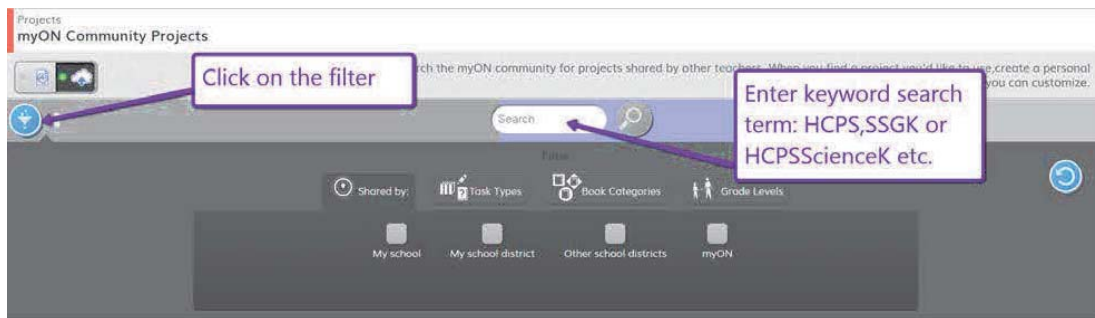 Projects
myON Community Projects
Click on the filter
rch the myON community for projects shared by other teachers. When you find a project you'd like to use,create a personal
you can customize.
Enter keyword search
term: HCPS,SSGK or
HCPSScienceK etc.
Search
Filter
Shared by:
Task Types
Book Categories
Grade Levels
My school
My school district
Other school districts
myON